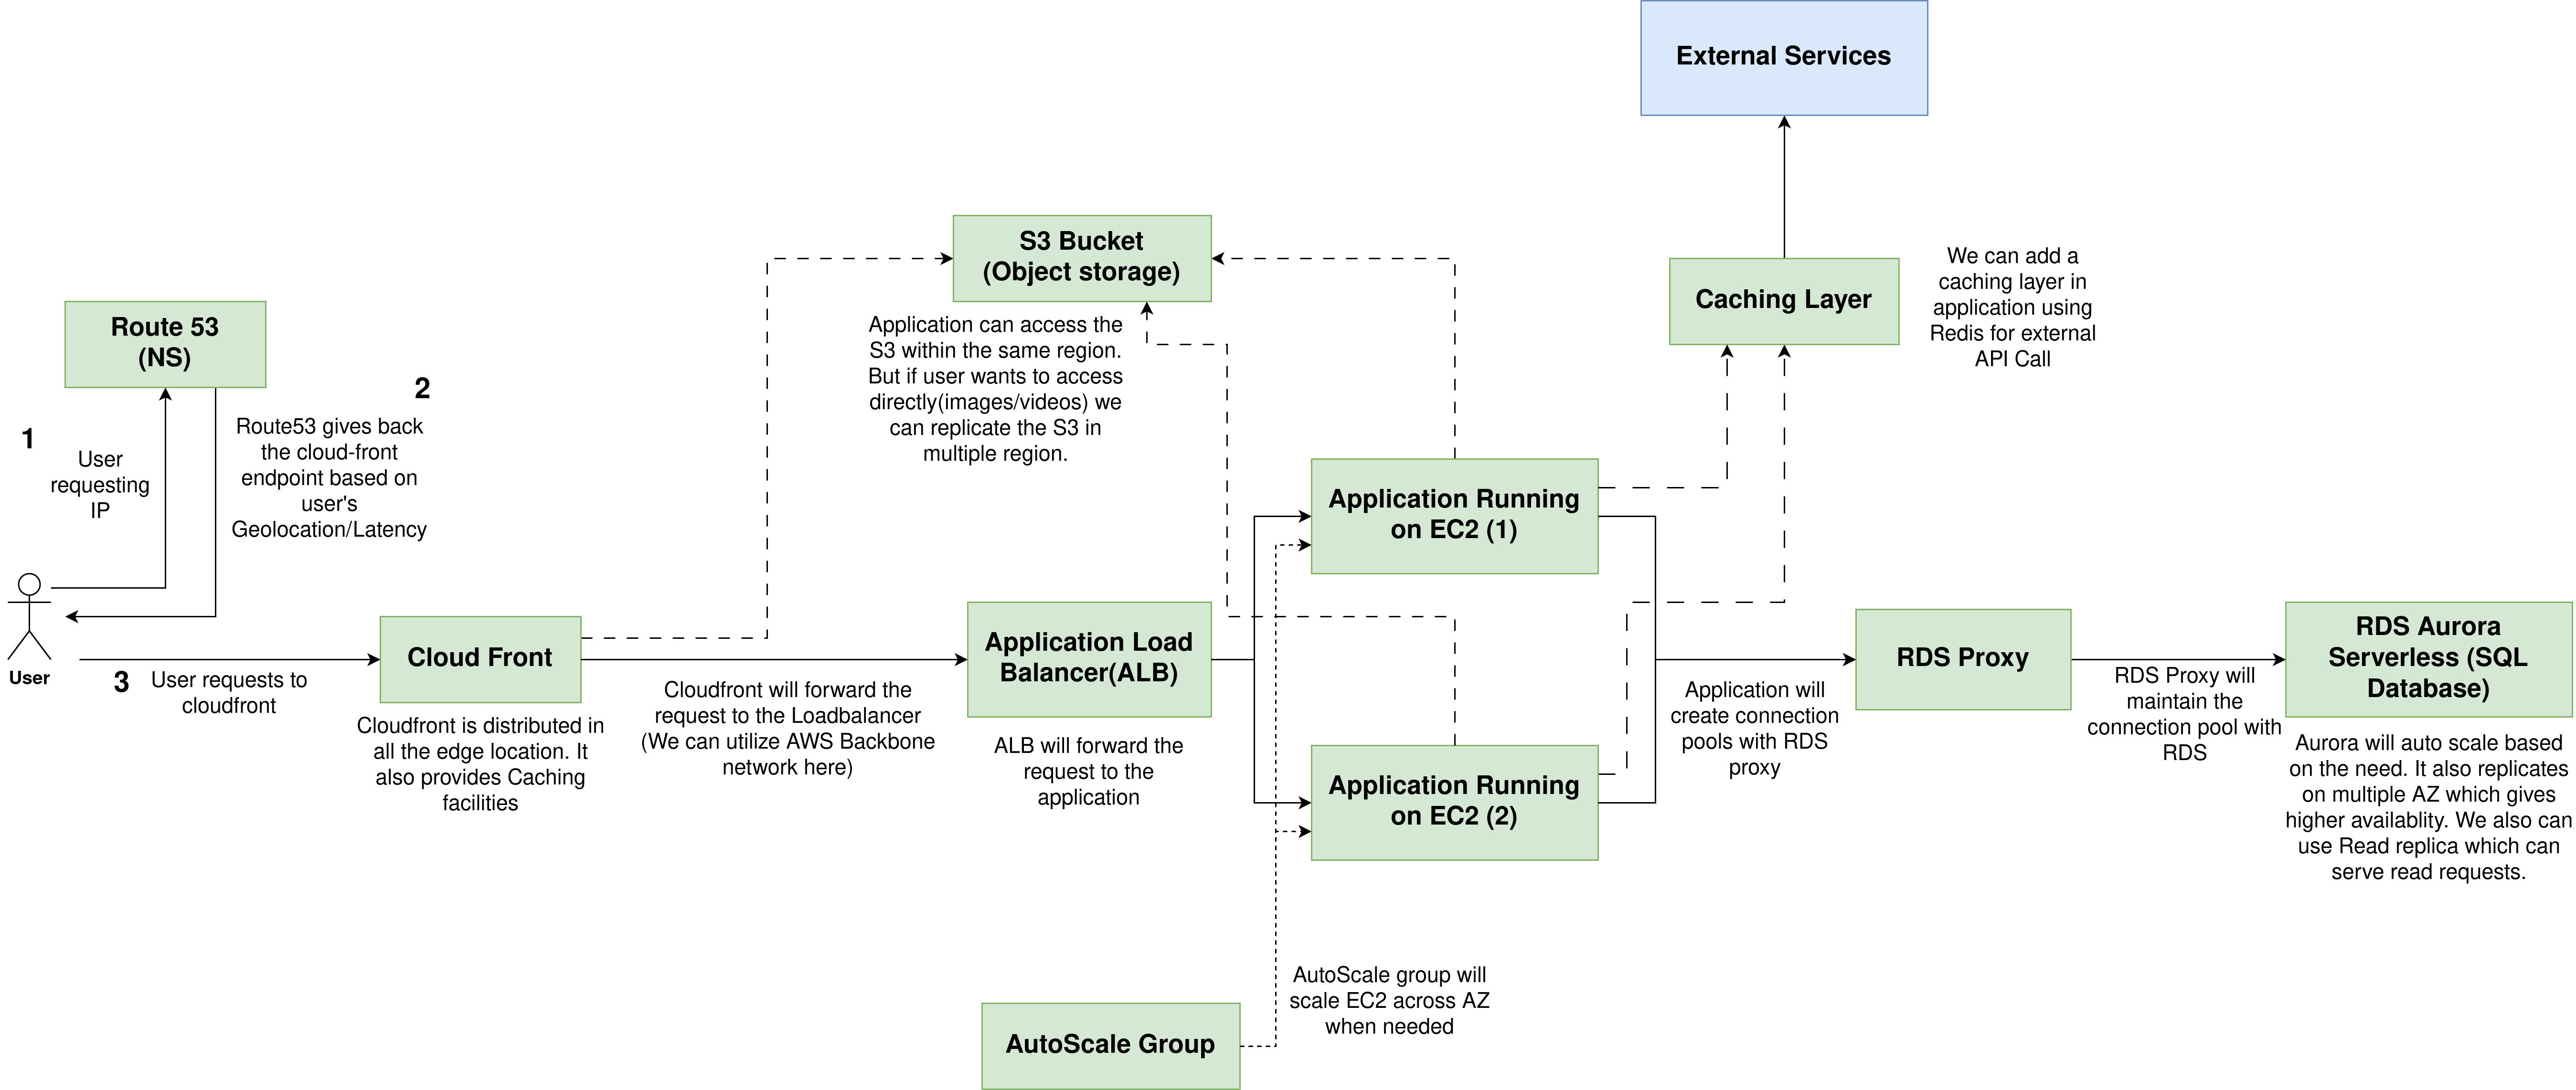 External Services
S3 Bucket
(Object storage)
Caching Layer
We can add a
caching layer in
application using
Redis for external
API Call
Route 53
(NS)
1
User
requesting
IP
2
Route53 gives back
the cloud-front
endpoint based on
user's
Geolocation/Latency
Application can access the
S3 within the same region.
But if user wants to access
directly(images/videos) we
can replicate the S3 in
multiple region.
Application Running
on EC2 (1)
User
3
User requests to
cloudfront
Cloud Front
Cloudfront is distributed in
all the edge location. It
also provides Caching
facilities
Cloudfront will forward the
request to the Loadbalancer
(We can utilize AWS Backbone
network here)
Application Load
Balancer(ALB)
ALB will forward the
request to the
application
Application Running
on EC2 (2)
Application will
create connection
pools with RDS
proxy
RDS Proxy
RDS Proxy will
maintain the
connection pool with
RDS
RDS Aurora
Serverless (SQL
Database)
Aurora will auto scale based
on the need. It also replicates
on multiple AZ which gives
higher availablity. We also can
use Read replica which can
serve read requests.
AutoScale group will
scale EC2 across AZ
when needed
AutoScale Group